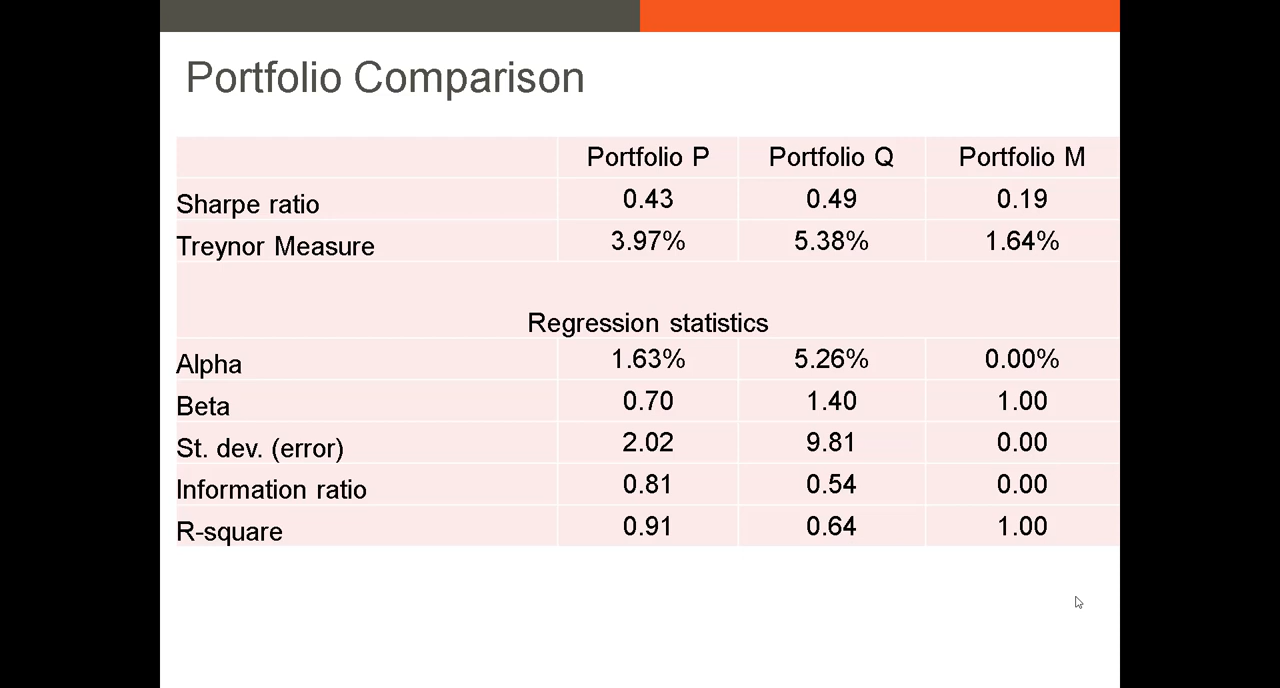 Portfolio Comparison
Portfolio P Portfolio Q Portfolio M
Sharpe ratio 0.43 0.49 0.19
Treynor Measure 3.97% 5.38% 1.64%
Regression statistics
Alpha 1.63% 5.26% 0.00%
Beta 0.70 1.40 1.00
St. dev. (error) 2.02 9.81 0.00
Information ratio 0.81 0.54 0.00
R-square 0.91 0.64 1.00